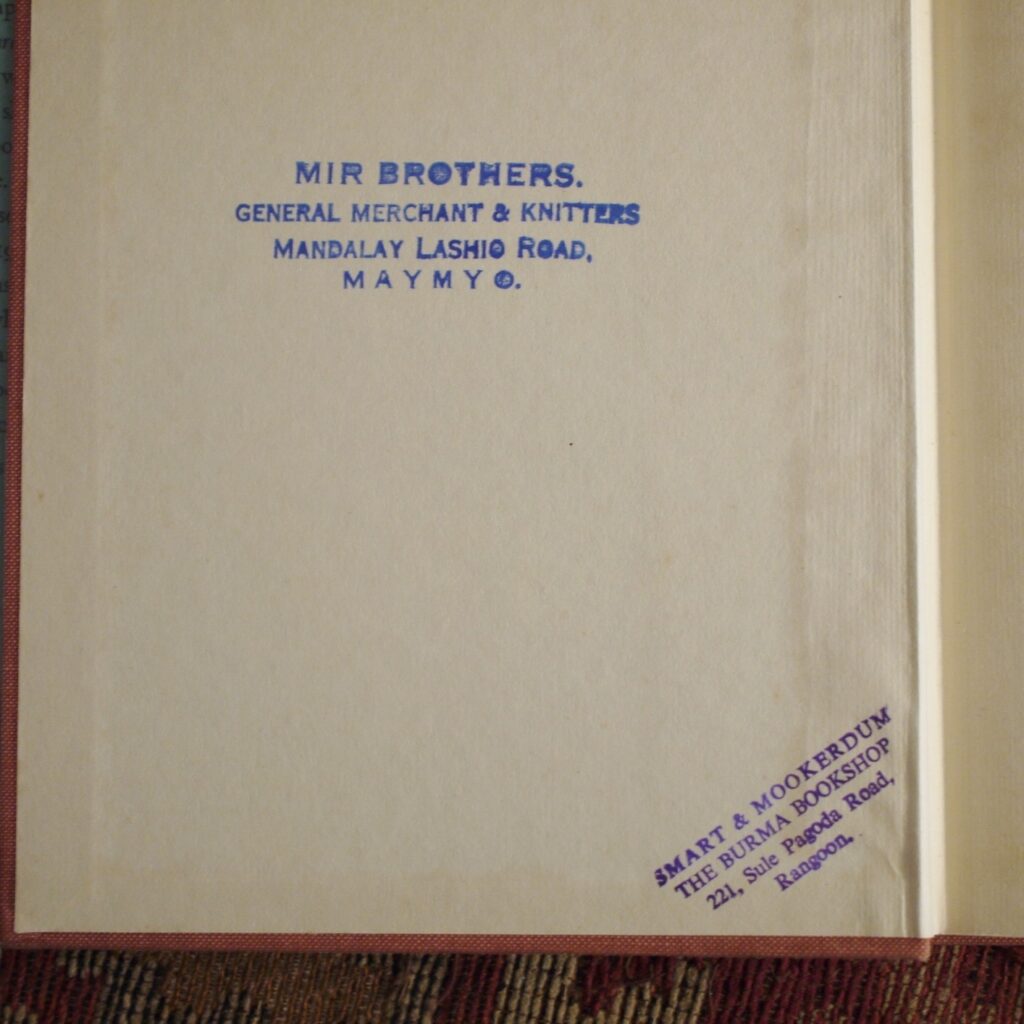 MIR BROTHERS.
GENERAL MERCHANT & KNITTERS
MANDALAY LASHIO ROAD,
MAYMYO.
SMART & MOOKERDUM
THE BURMA BOOKSHOP
221, Sule Pagoda Road,
Rangoon.